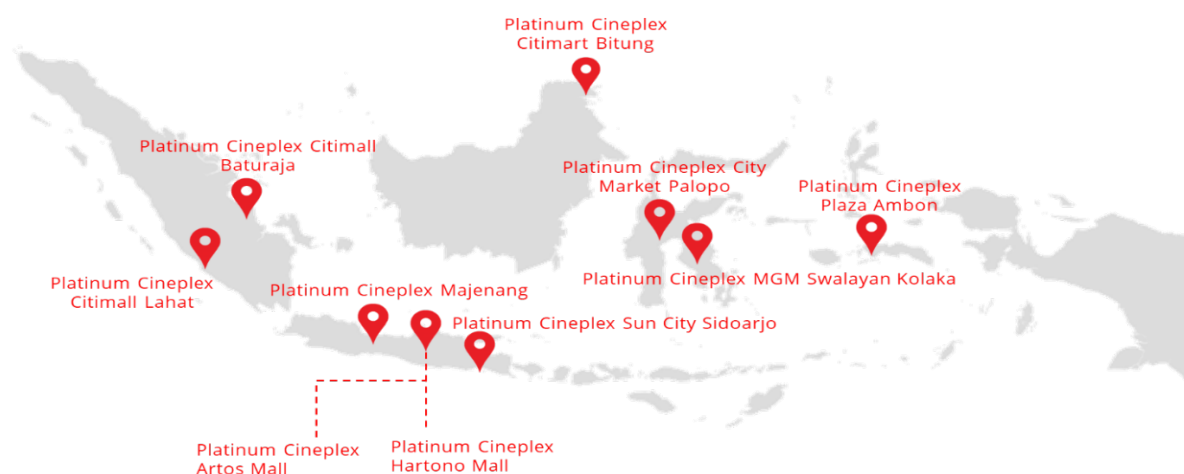 Platinum Cineplex
Citimart Bitung
Platinum Cineplex Citimall
Baturaja
Platinum Cineplex City
Market Palopo
Platinum Cineplex
Plaza Ambon
Platinum Cineplex
Citimall Lahat
Platinum Cineplex MGM Swalayan Kolaka
Platinum Cineplex Majenang
Platinum Cineplex Sun City Sidoarjo
Platinum Cineplex
Artos Mall
Platinum Cineplex
Hartono Mall